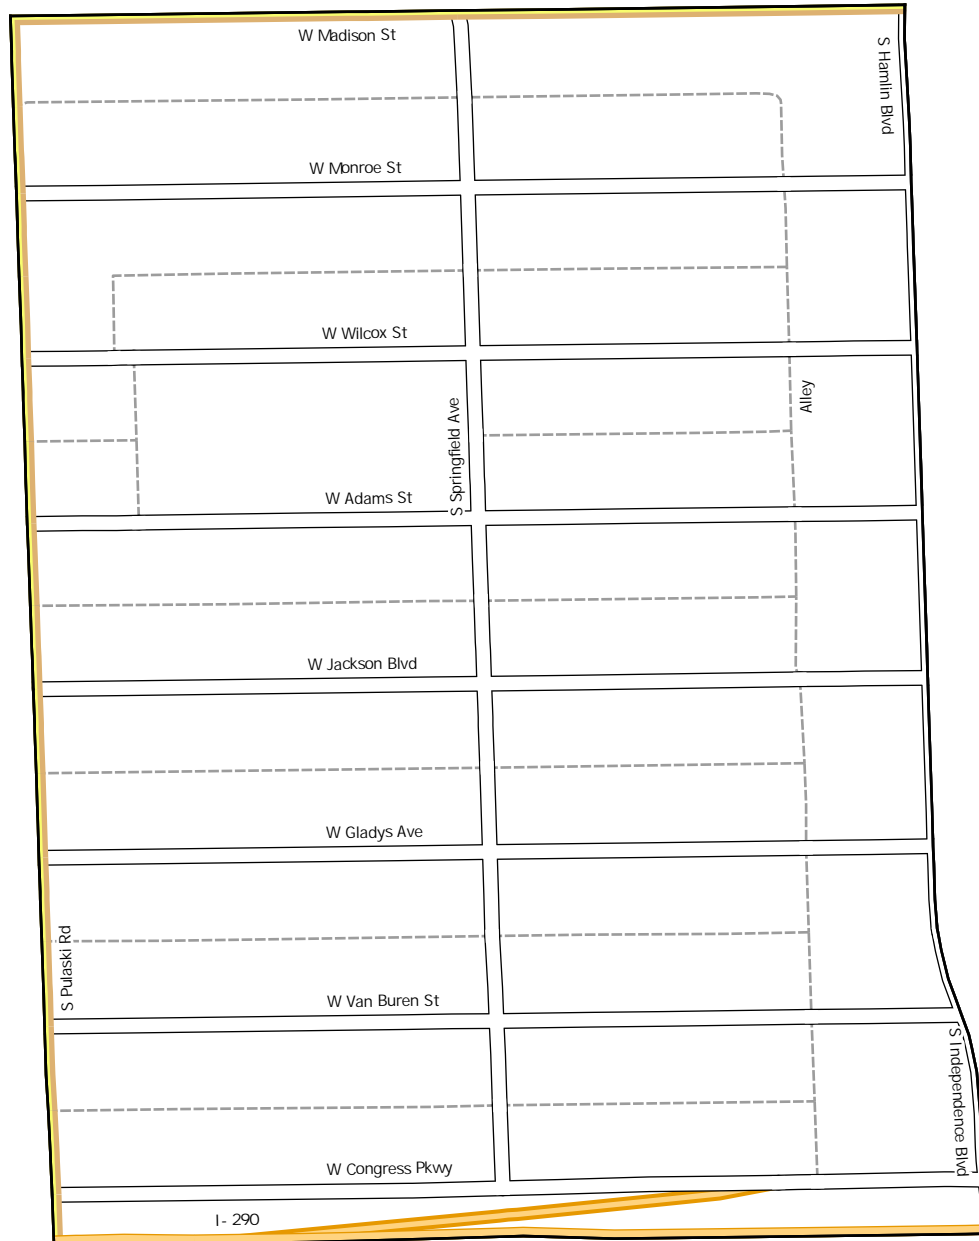 W Madison St
S Hamlin Blvd
W Monroe St
W Wilcox St
Alley
S Springfield Ave
W Adams St
W Jackson Blvd
W Gladys Ave
S Pulaski Rd
W Van Buren St
S Independence Blvd
W Congress Pkwy
I- 290